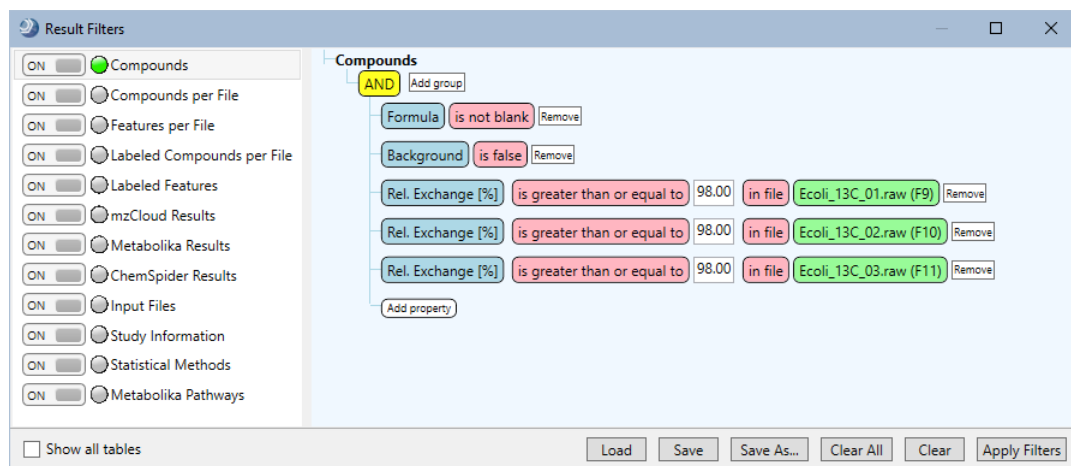 Result Filters
ON Compounds
ON Compounds per File
ON Features per File
ON Labeled Compounds per File
ON Labeled Features
ON mzCloud Results
ON Metabolika Results
ON ChemSpider Results
ON Input Files
ON Study Information
ON Statistical Methods
ON Metabolika Pathways
Compounds
AND Add group
Formula is not blank Remove
Background is false Remove
Rel. Exchange [%] is greater than or equal to 98.00 in file Ecoli_13C_01.raw (F9) Remove
Rel. Exchange [%] is greater than or equal to 98.00 in file Ecoli_13C_02.raw (F10) Remove
Rel. Exchange [%] is greater than or equal to 98.00 in file Ecoli_13C_03.raw (F11) Remove
Add property
Show all tables Load Save Save As... Clear All Clear Apply Filters